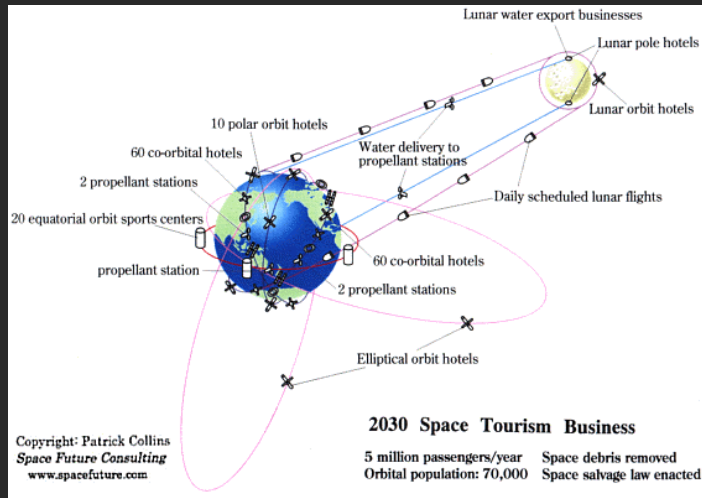 Lunar water export businesses
Lunar pole hotels
Lunar orbit hotels
10 polar orbit hotels
60 co-orbital hotels
Water delivery to
propellant stations
2 propellant stations
Daily scheduled lunar flights
20 equatorial orbit sports centers
60 co-orbital hotels
propellant station
2 propellant stations
Elliptical orbit hotels
2030 Space Tourism Business
5 million passengers/year Space debris removed
Orbital population: 70,000 Space salvage law enacted
Copyright: Patrick Collins
Space Future Consulting
www.spacefuture.com